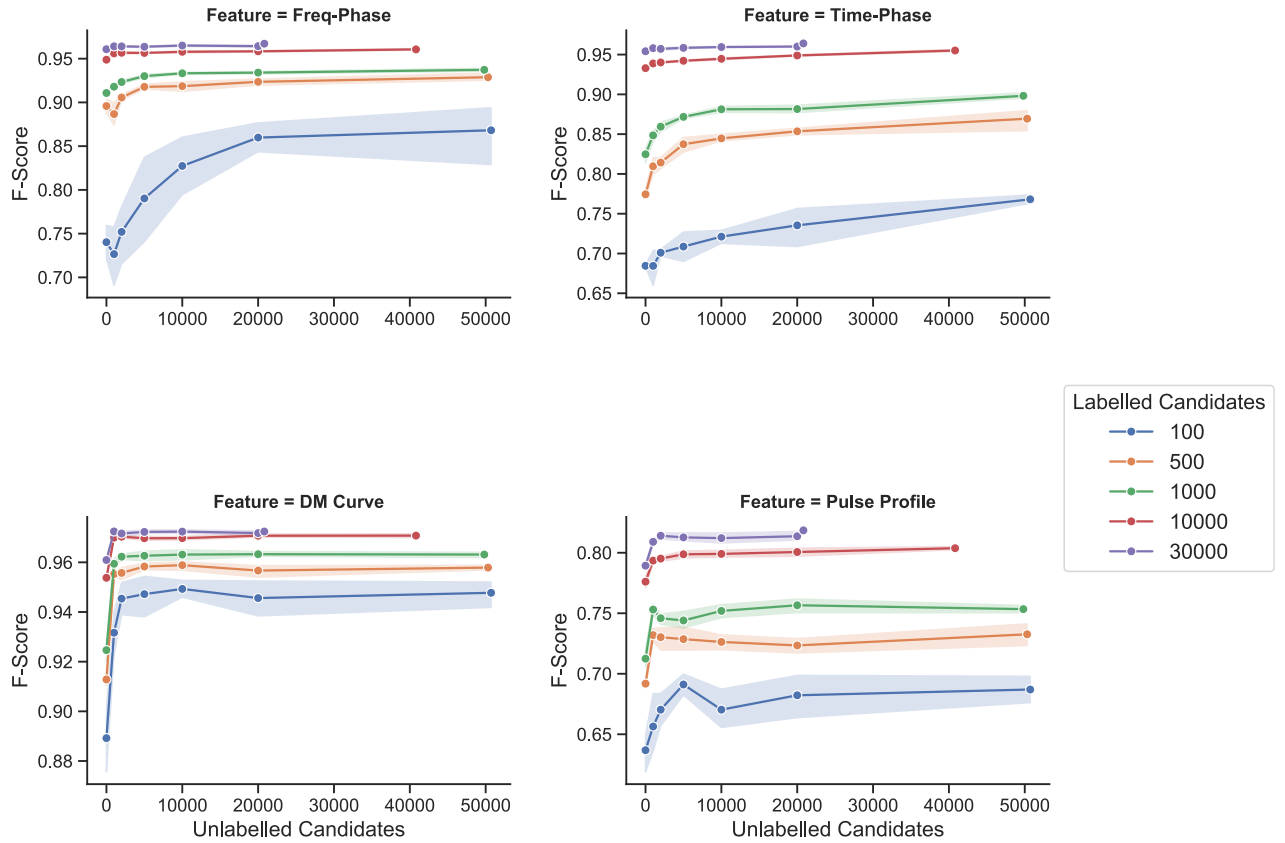 Feature = Freq-Phase
F-Score
0.95
0.90
0.85
0.80
0.75
0.70
0 10000 20000 30000 40000 50000
Feature = Time-Phase
F-Score
0.95
0.90
0.85
0.80
0.75
0.70
0.65
0 10000 20000 30000 40000 50000
Labelled Candidates
100
500
1000
10000
30000
Feature = DM Curve
F-Score
0.96
0.94
0.92
0.90
0.88
0 10000 20000 30000 40000 50000
Unlabelled Candidates
Feature = Pulse Profile
F-Score
0.80
0.75
0.70
0.65
0 10000 20000 30000 40000 50000
Unlabelled Candidates